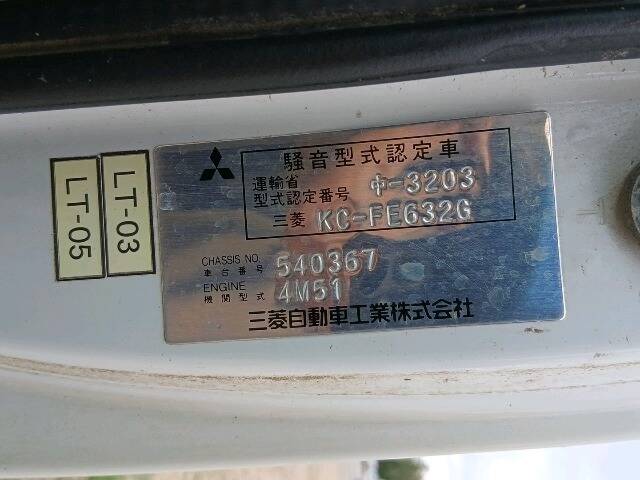 騒音型式認定車
運輸省
型式認定番号 中-3203
三菱 KC-FE632G
CHASSIS NO.
車台番号 540367
ENGINE
機関型式 4M51
三菱自動車工業株式会社
LT-03
LT-05